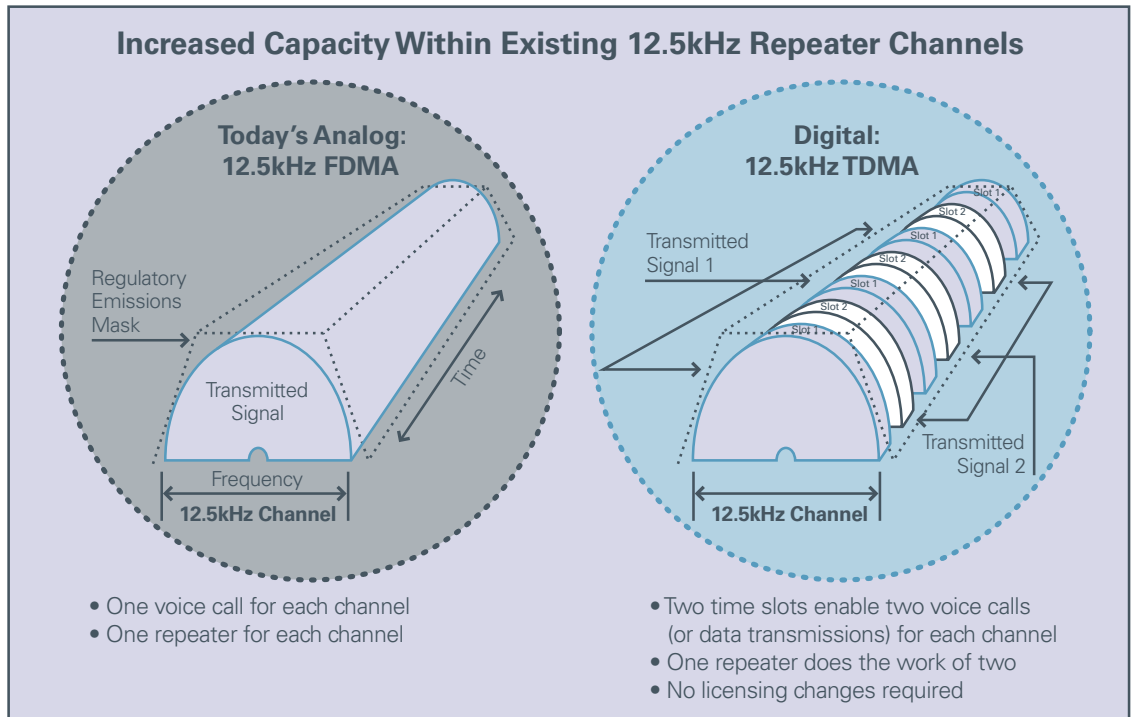 Increased Capacity Within Existing 12.5kHz Repeater Channels
Today's Analog:
12.5kHz FDMA
Regulatory
Emissions
Mask
Transmitted
Signal
Time
Frequency
12.5kHz Channel
• One voice call for each channel
• One repeater for each channel
Digital:
12.5kHz TDMA
Transmitted
Signal 1
Slot 1
Slot 2
Slot 1
Slot 2
Slot 1
Slot 2
Slot 1
Transmitted
Signal 2
12.5kHz Channel
• Two time slots enable two voice calls
(or data transmissions) for each channel
• One repeater does the work of two
• No licensing changes required